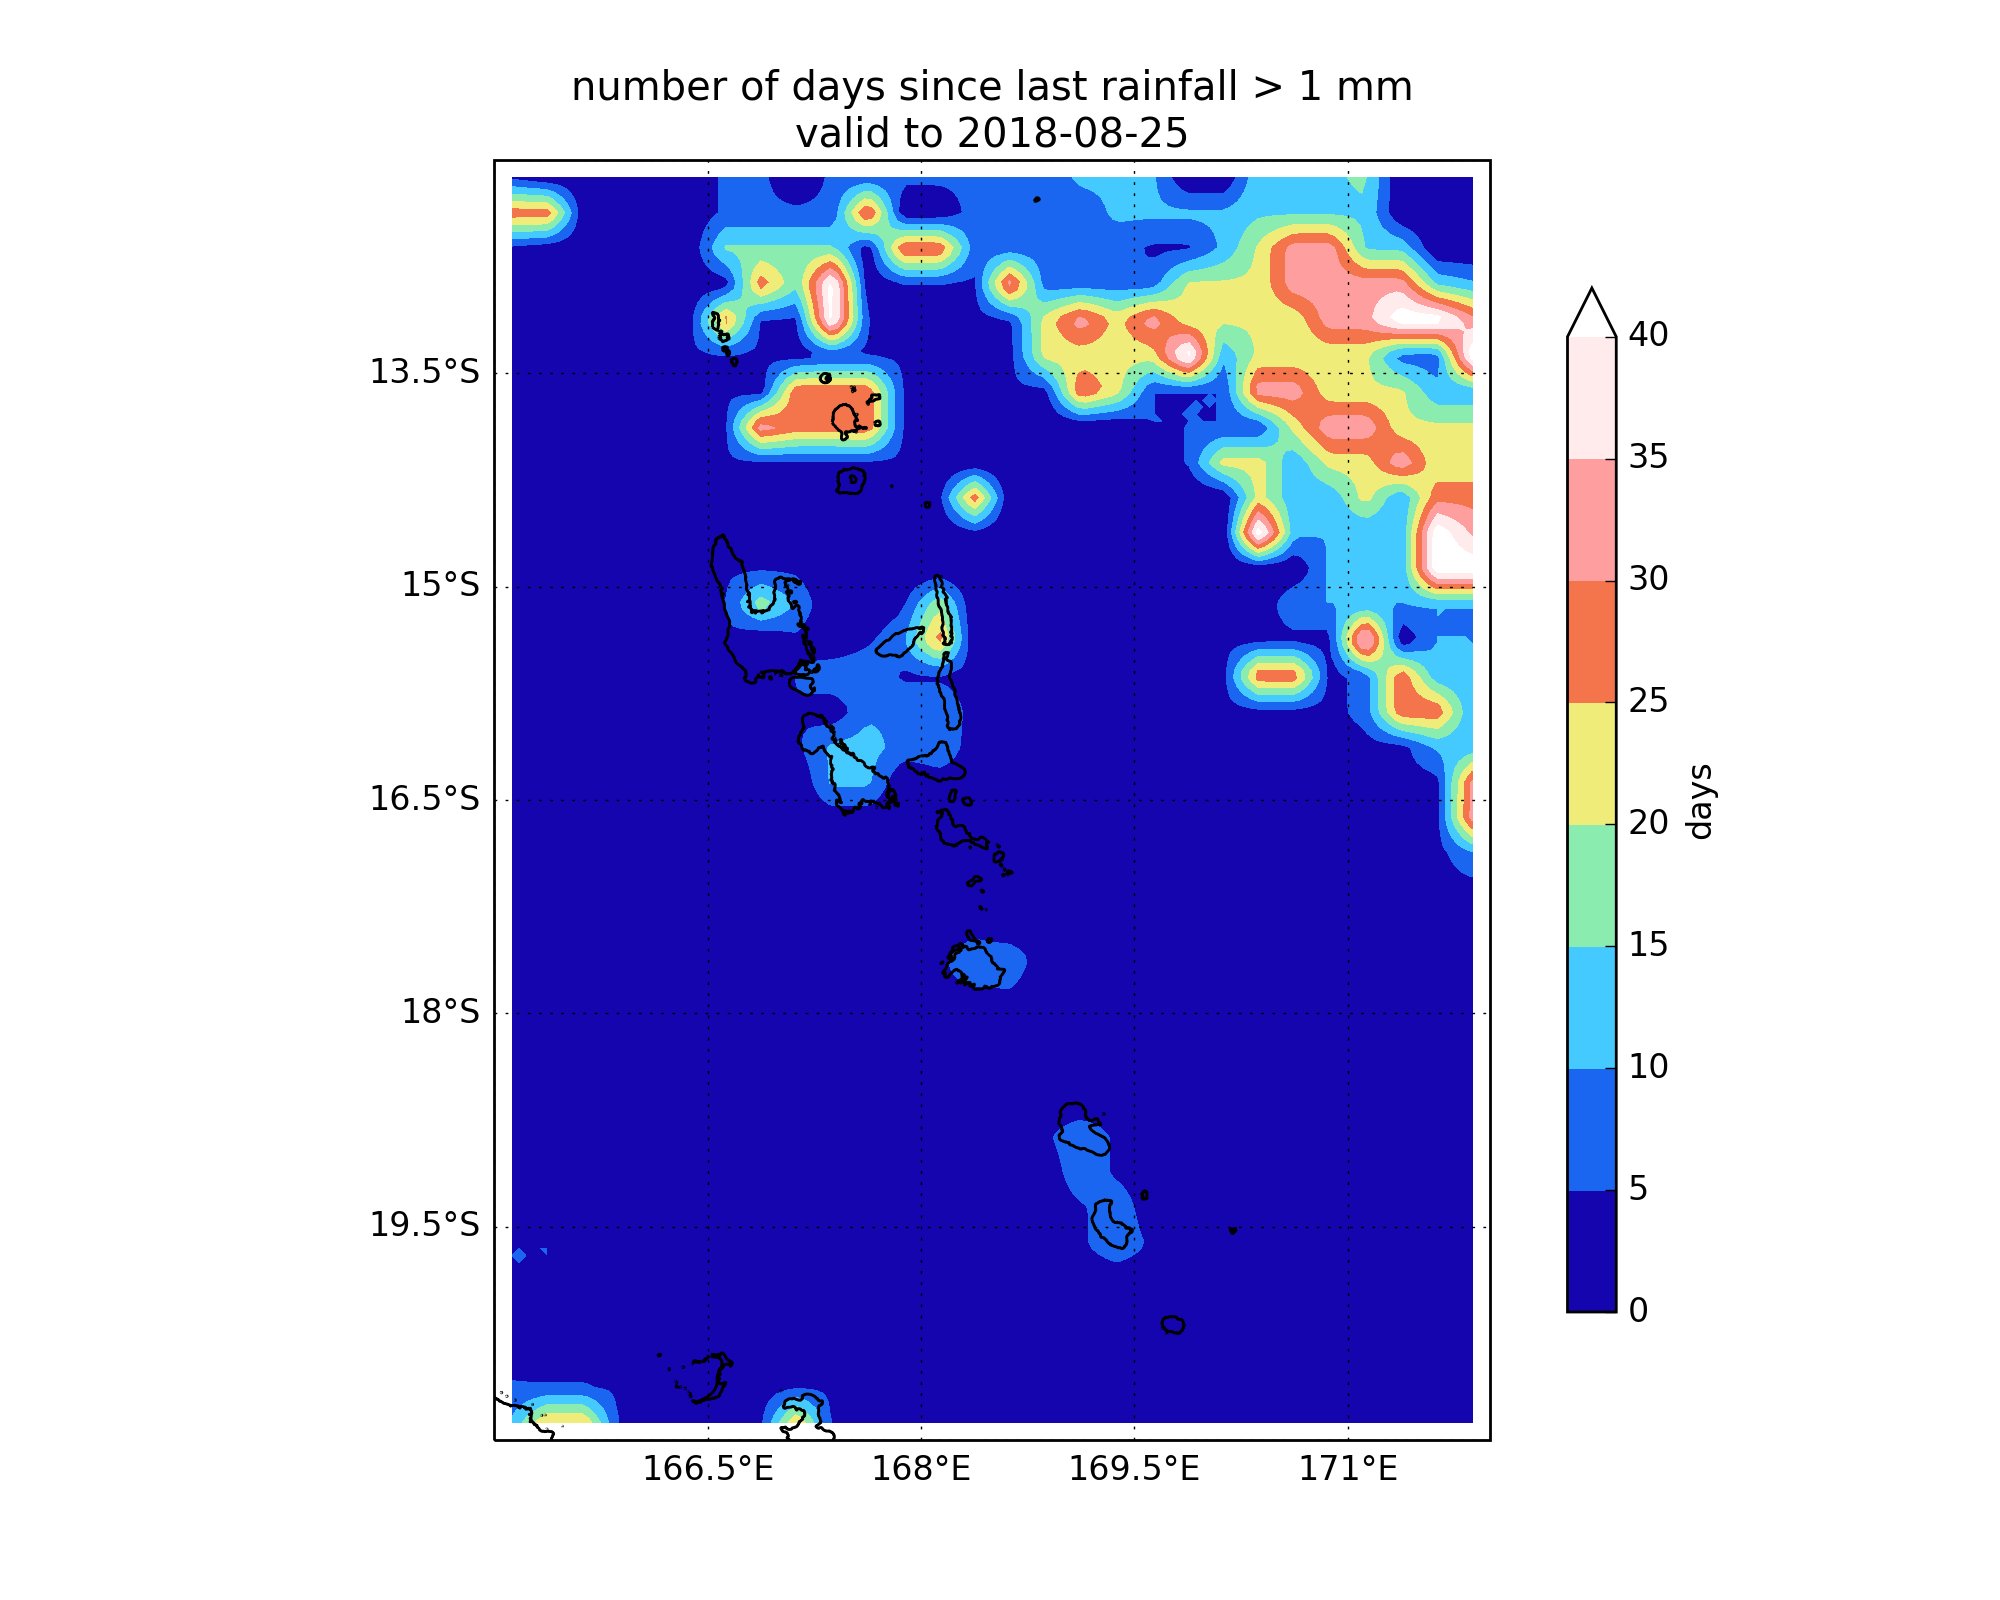 number of days since last rainfall > 1 mm
valid to 2018-08-25
13.5°S
15°S
16.5°S
18°S
19.5°S
166.5°E
168°E
169.5°E
171°E
40
35
30
25
20
15
10
5
0
days